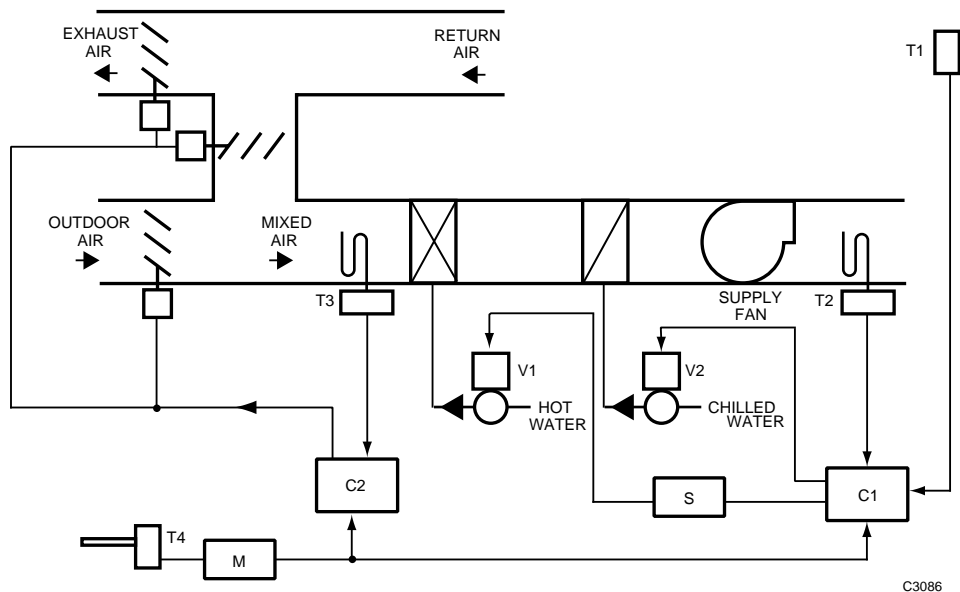 EXHAUST
AIR
RETURN
AIR
T1
OUTDOOR
AIR
MIXED
AIR
T3
SUPPLY
FAN
T2
V1
HOT
WATER
V2
CHILLED
WATER
C2
S
C1
T4
M
C3086